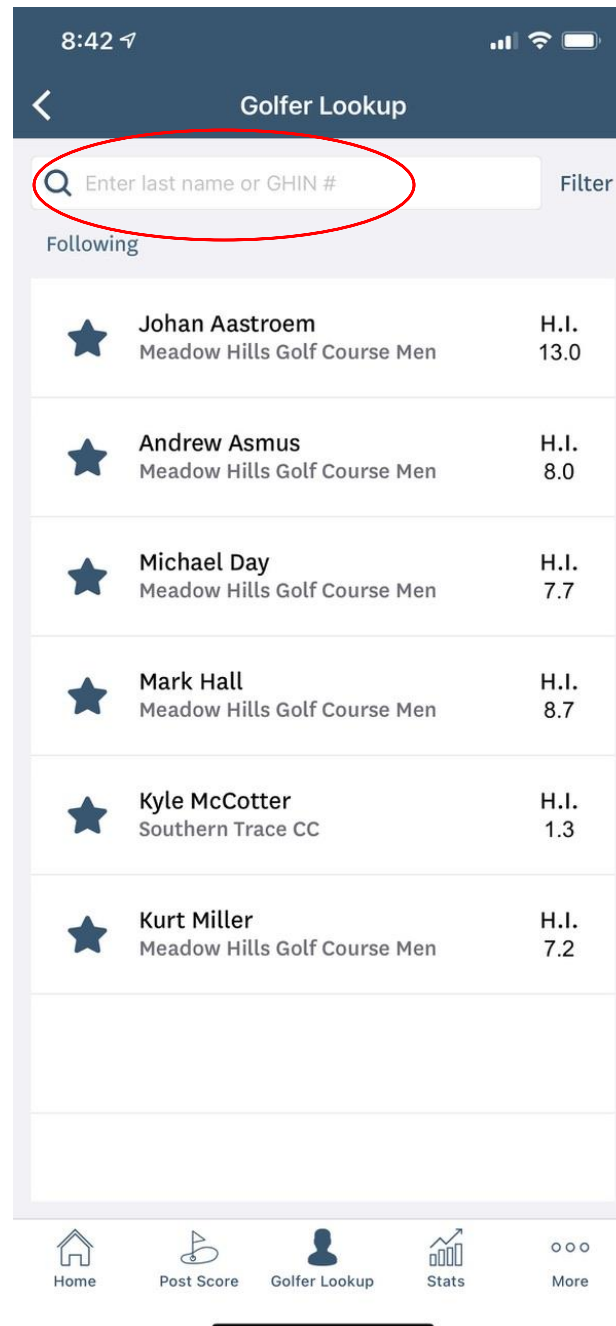 8:42
Golfer Lookup
Enter last name or GHIN #
Filter
Following
Johan Aastroem
Meadow Hills Golf Course Men
H.I.
13.0
Andrew Asmus
Meadow Hills Golf Course Men
H.I.
8.0
Michael Day
Meadow Hills Golf Course Men
H.I.
7.7
Mark Hall
Meadow Hills Golf Course Men
H.I.
8.7
Kyle McCotter
Southern Trace CC
H.I.
1.3
Kurt Miller
Meadow Hills Golf Course Men
H.I.
7.2
Home
Post Score
Golfer Lookup
Stats
More